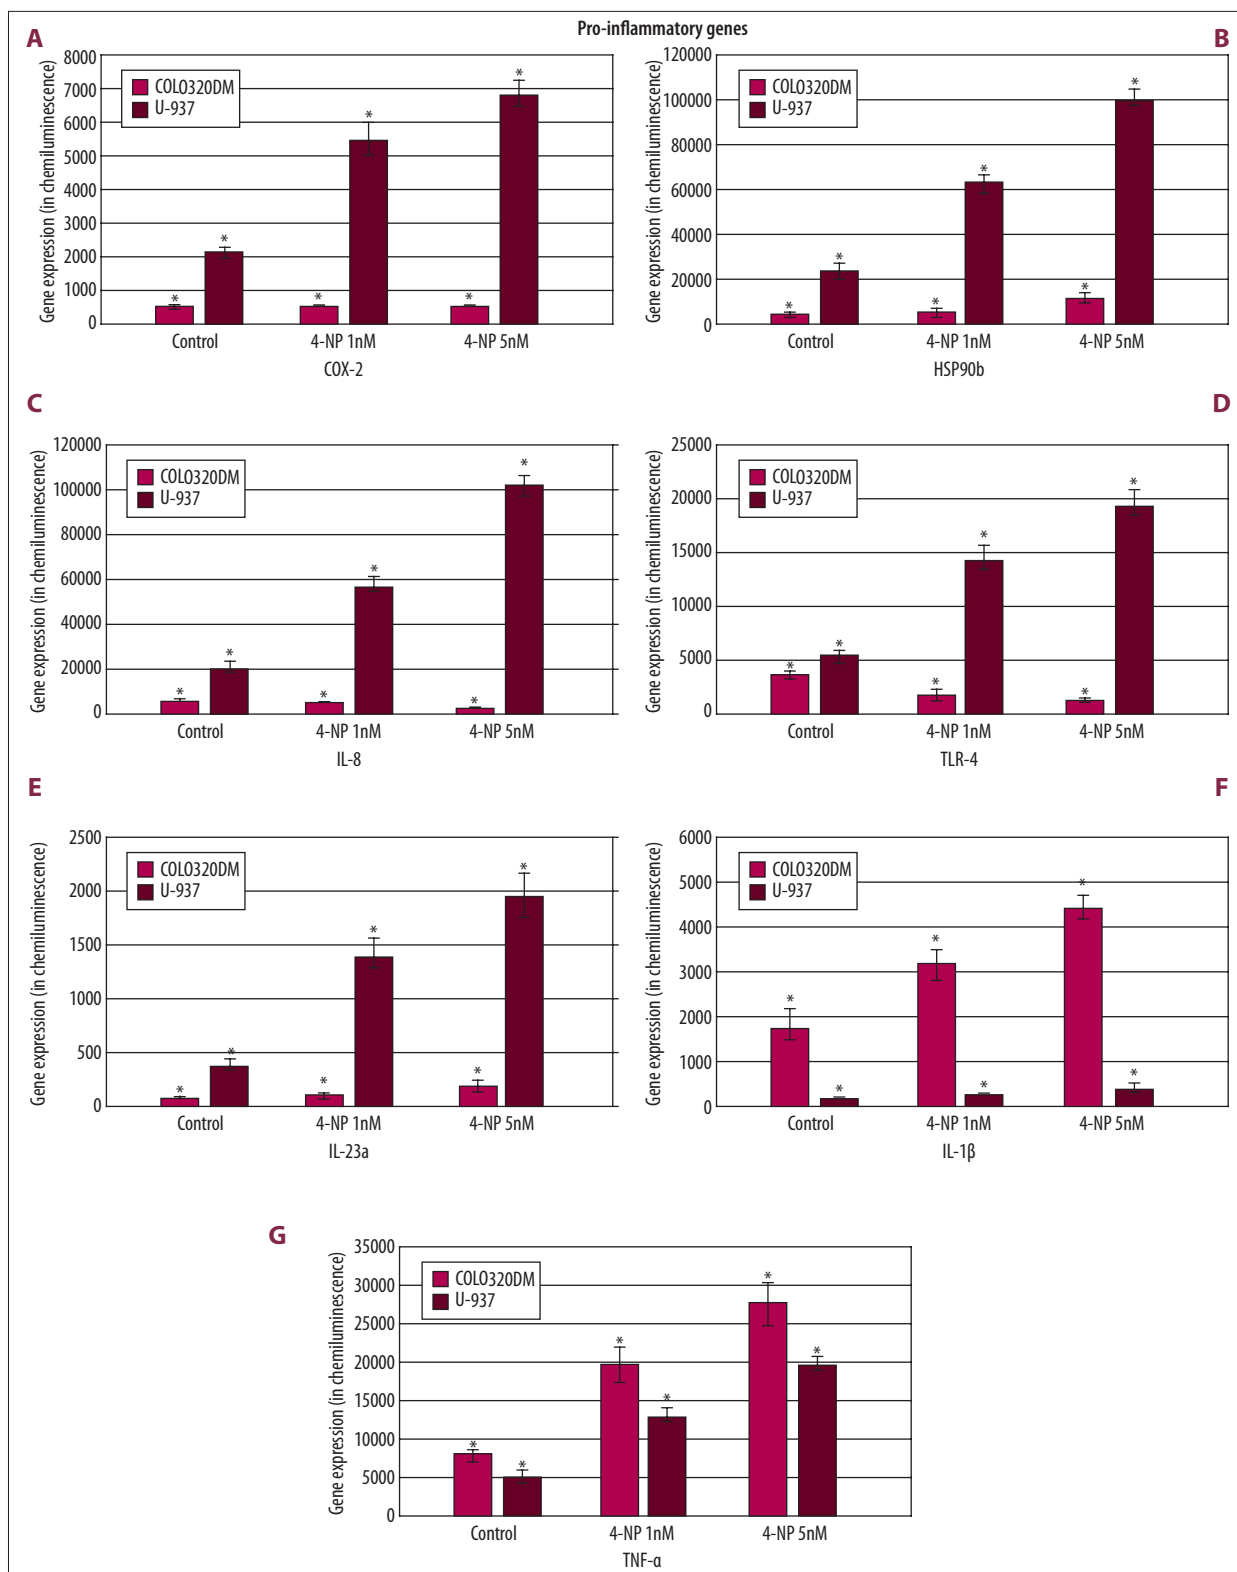 Pro-inflammatory genes
A
Gene expression (in chemiluminescence)
8000
7000
6000
5000
4000
3000
2000
1000
0
COLO320DM
U-937
* * * * * *
Control 4-NP 1nM 4-NP 5nM
COX-2
B
Gene expression (in chemiluminescence)
120000
100000
80000
60000
40000
20000
0
COLO320DM
U-937
* * * * * *
Control 4-NP 1nM 4-NP 5nM
HSP90b
C
Gene expression (in chemiluminescence)
120000
100000
80000
60000
40000
20000
0
COLO320DM
U-937
* * * * * *
Control 4-NP 1nM 4-NP 5nM
IL-8
D
Gene expression (in chemiluminescence)
25000
20000
15000
10000
5000
0
COLO320DM
U-937
* * * * * *
Control 4-NP 1nM 4-NP 5nM
TLR-4
E
Gene expression (in chemiluminescence)
2500
2000
1500
1000
500
0
COLO320DM
U-937
* * * * * *
Control 4-NP 1nM 4-NP 5nM
IL-23a
F
Gene expression (in chemiluminescence)
6000
5000
4000
3000
2000
1000
0
COLO320DM
U-937
* * * * * *
Control 4-NP 1nM 4-NP 5nM
IL-1β
G
Gene expression (in chemiluminescence)
35000
30000
25000
20000
15000
10000
5000
0
COLO320DM
U-937
* * * * * *
Control 4-NP 1nM 4-NP 5nM
TNF-α